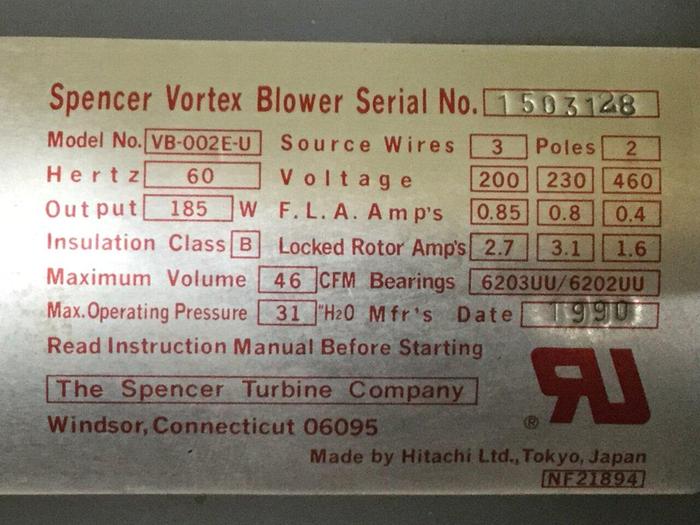 Spencer Vortex Blower Serial No. 1503128
Model No. VB-002E-U Source Wires 3 Poles 2
Hertz 60 Voltage 200 230 460
Output 185 W F.L.A. Amp's 0.85 0.8 0.4
Insulation Class B Locked Rotor Amp's 2.7 3.1 1.6
Maximum Volume 46 CFM Bearings 6203UU/6202UU
Max. Operating Pressure 31 "H2O Mfr's Date 1990
Read Instruction Manual Before Starting
The Spencer Turbine Company
Windsor, Connecticut 06095
RU ®
Made by Hitachi Ltd., Tokyo, Japan
NF21894